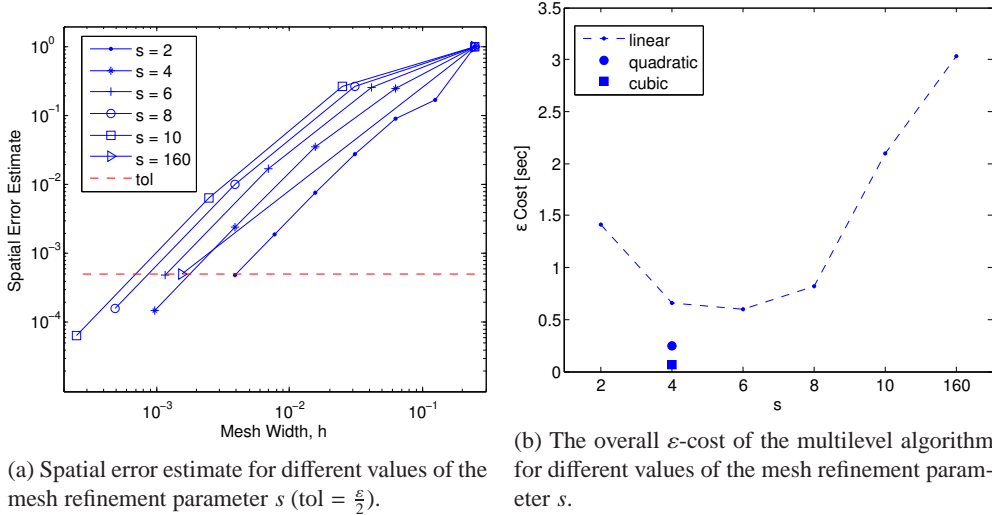 s = 2
s = 4
s = 6
s = 8
s = 10
s = 160
tol
10⁰
10⁻¹
10⁻²
10⁻³
10⁻⁴
Spatial Error Estimate
10⁻³
10⁻²
10⁻¹
Mesh Width, h
(a) Spatial error estimate for different values of the
mesh refinement parameter s (tol = ε/2).
linear
quadratic
cubic
3.5
3
2.5
2
1.5
1
0.5
0
ε Cost [sec]
2
4
6
8
10
160
s
(b) The overall ε-cost of the multilevel algorithm
for different values of the mesh refinement param-
eter s.